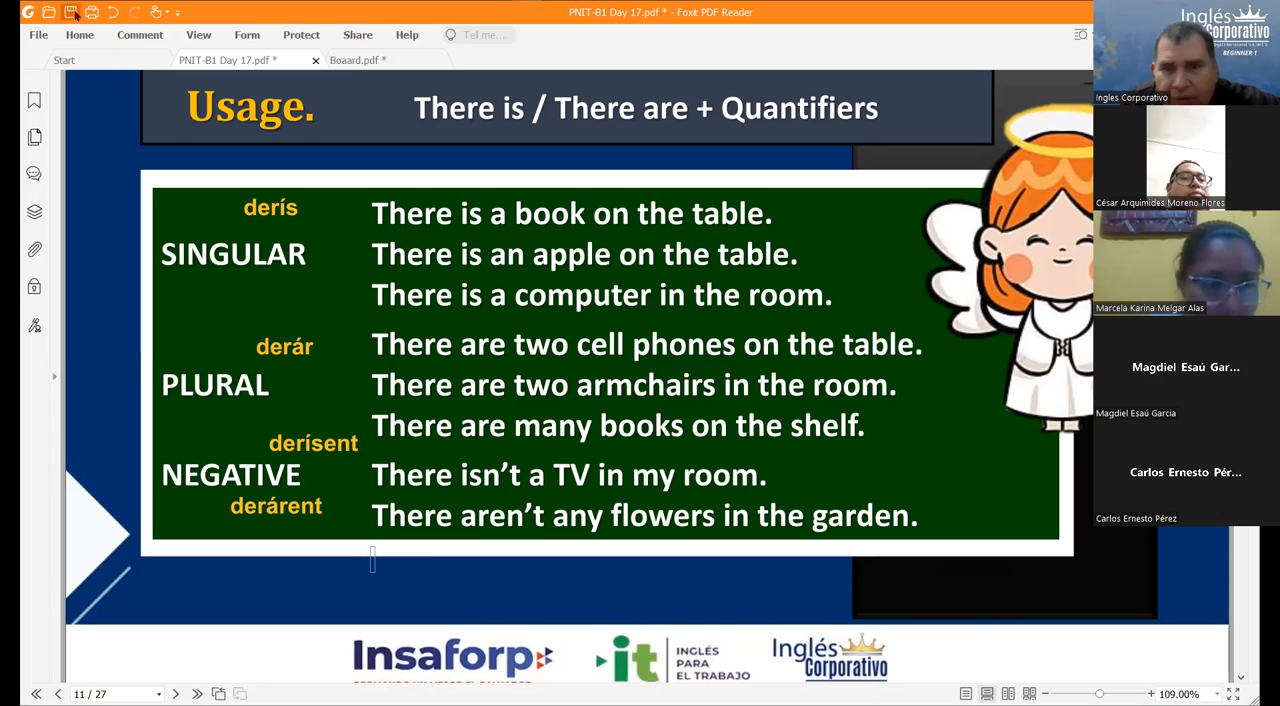 PNIT-B1 Day 17.pdf * - Foxit PDF Reader
File Home Comment View Form Protect Share Help Tell me...
Start PNIT-B1 Day 17.pdf * Boaard.pdf *
Usage. There is / There are + Quantifiers
derís
There is a book on the table.
SINGULAR There is an apple on the table.
There is a computer in the room.
derár
There are two cell phones on the table.
PLURAL There are two armchairs in the room.
There are many books on the shelf.
derísent
NEGATIVE There isn't a TV in my room.
derárent
There aren't any flowers in the garden.
Insaforp
it INGLÉS
PARA
EL TRABAJO
Inglés
Corporativo
11 / 27
109.00%
Inglés
Corporativo
BEGINNER 1
Ingles Corporativo
César Arquimides Moreno Flores
Marcela Karina Melgar Alas
Magdiel Esaú Gar...
Magdiel Esaú Garcia
Carlos Ernesto Pér...
Carlos Ernesto Pérez